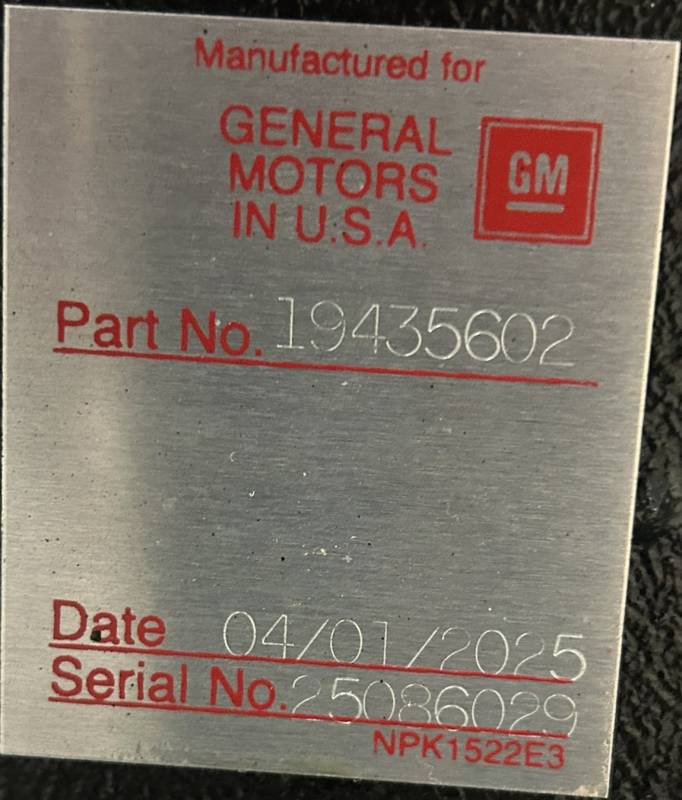 Manufactured for
GENERAL
MOTORS
IN U.S.A.
GM
Part No. 19435602
Date 04/01/2025
Serial No. 25086029
NPK1522E3